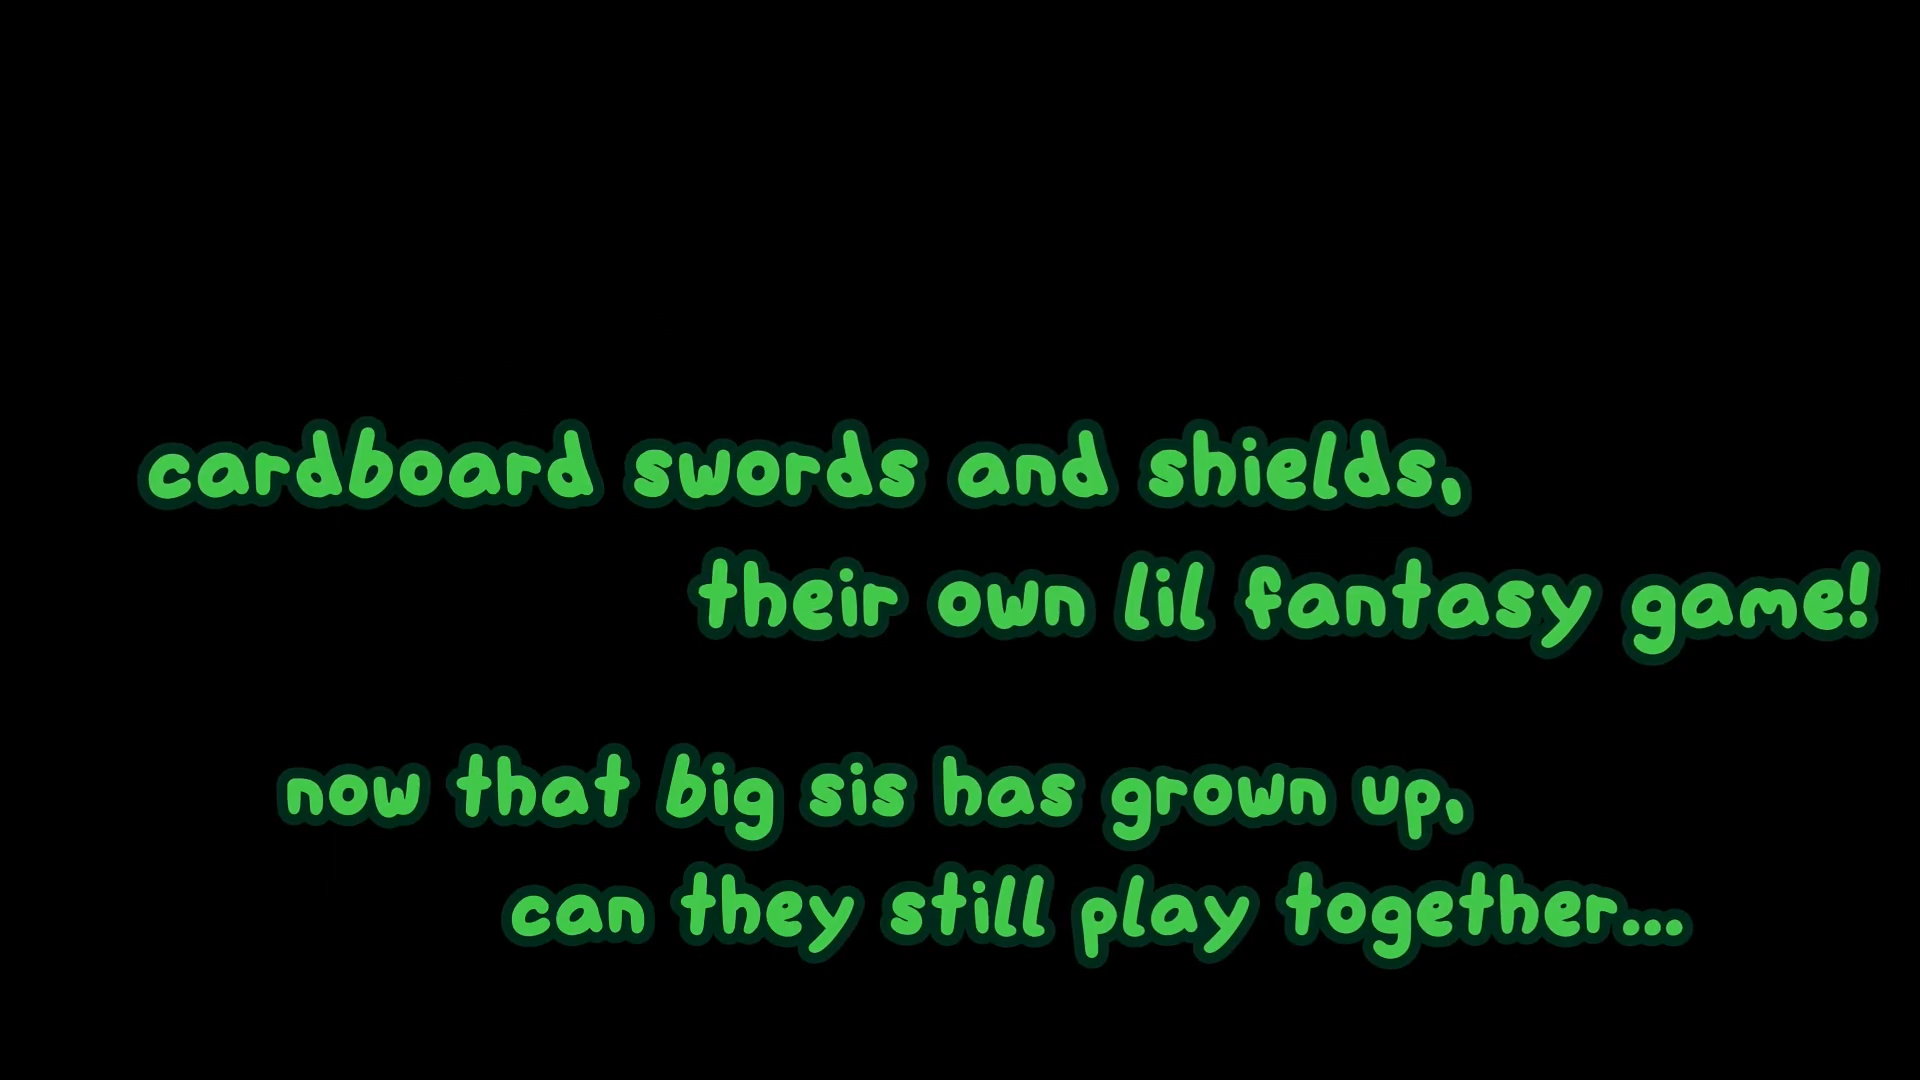 cardboard swords and shields,
their own lil fantasy game!
now that big sis has grown up,
can they still play together...